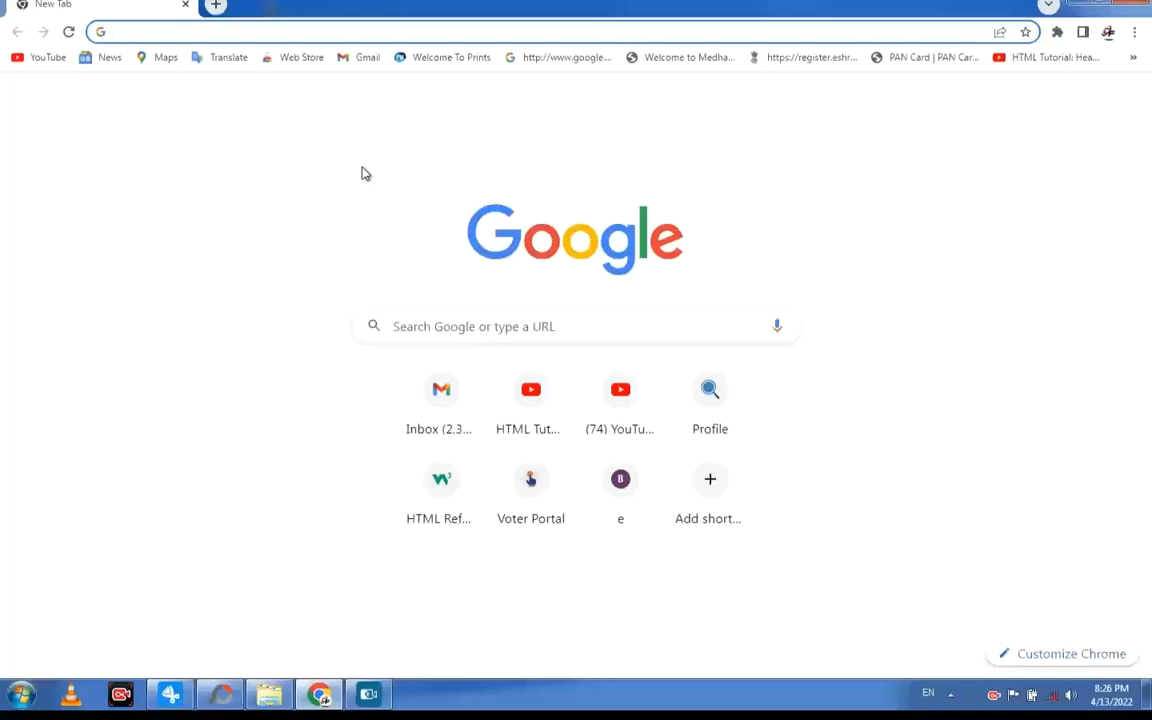 New Tab
YouTube News Maps Translate Web Store Gmail Welcome To Prints http://www.google.... Welcome to Medha... https://register.eshr... PAN Card | PAN Car... HTML Tutorial: Hea... »
Google
Search Google or type a URL
Inbox (2.3... HTML Tut... (74) YouTu... Profile
B
HTML Ref... Voter Portal e Add short...
Customize Chrome
EN 8:26 PM
4/13/2022